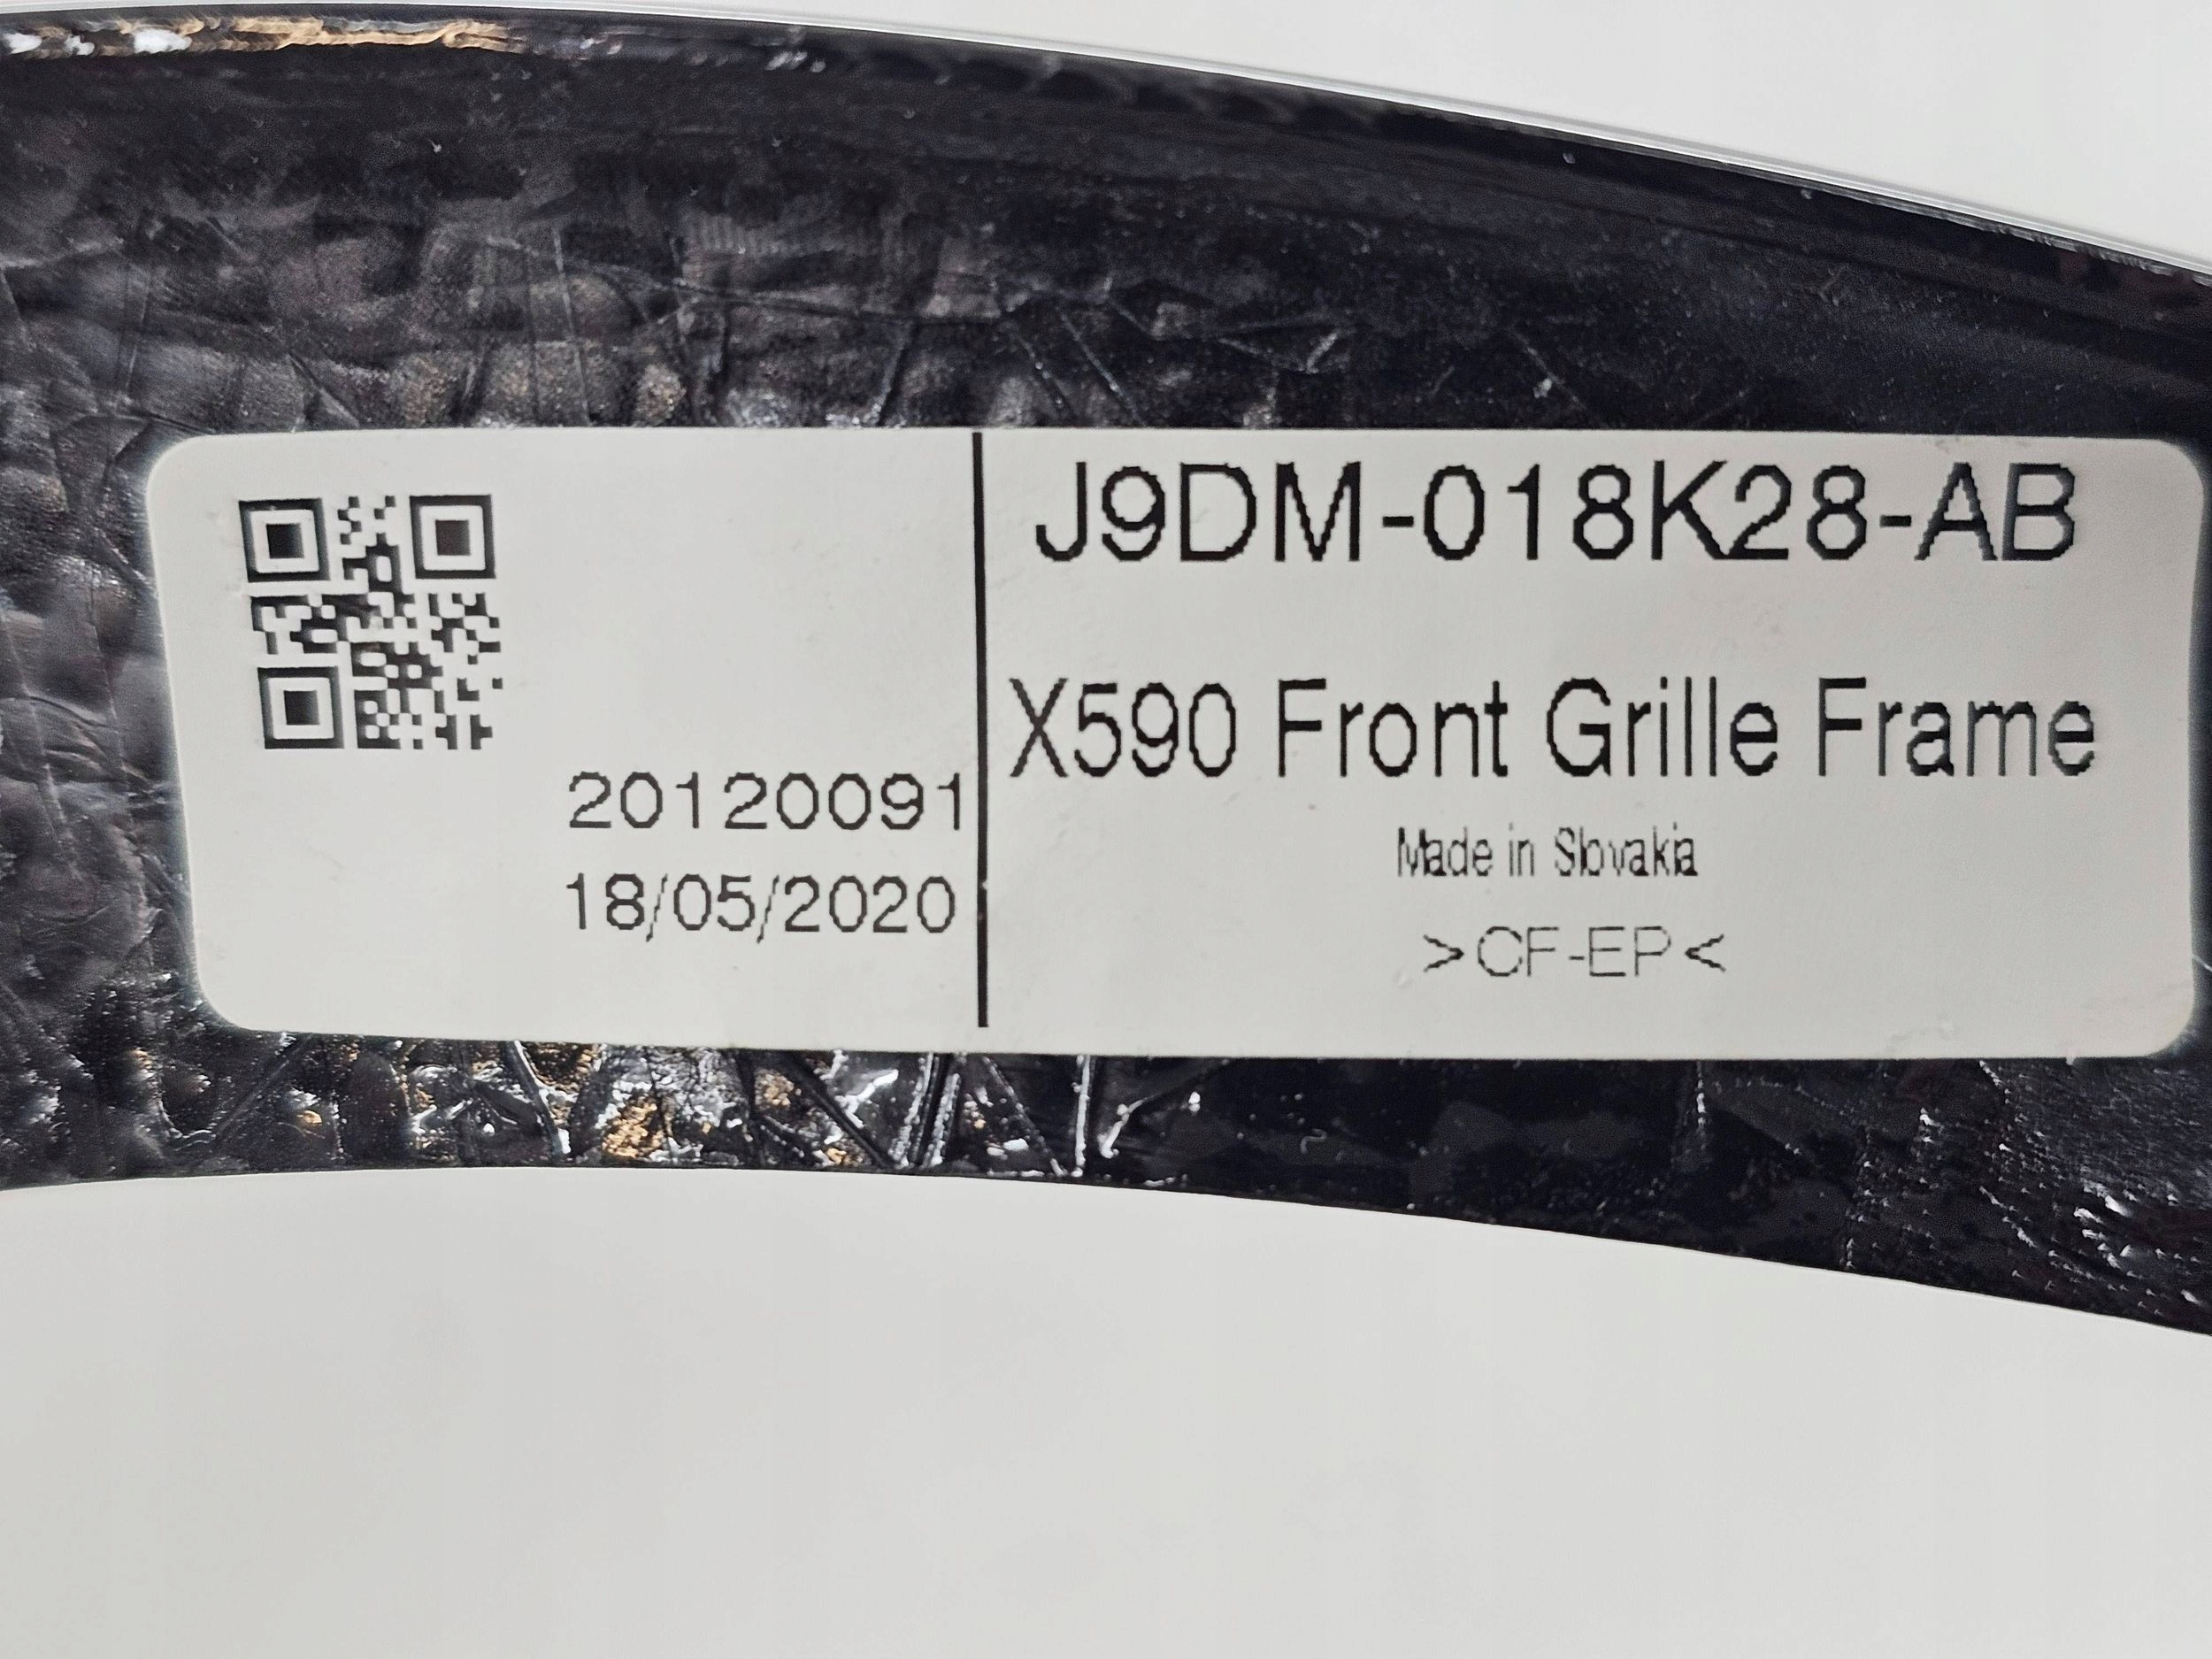 20120091
18/05/2020
J9DM-018K28-AB
X590 Front Grille Frame
Made in Slovakia
>CF-EP<